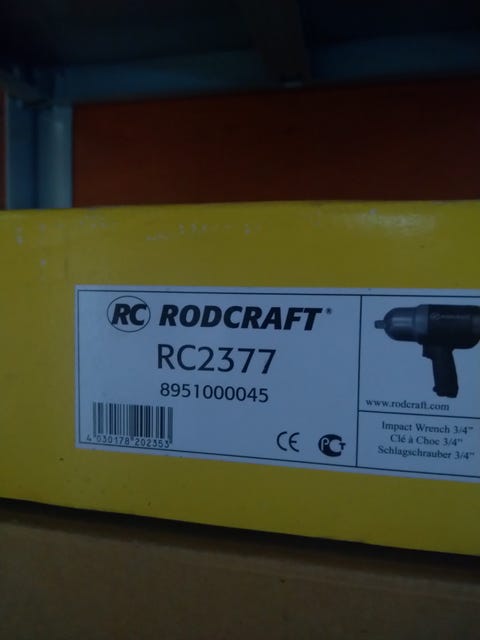 RC RODCRAFT®
RC2377
8951000045
4 030178 202353
CE PCT
www.rodcraft.com
Impact Wrench 3/4"
Clé à Choc 3/4"
Schlagschrauber 3/4"